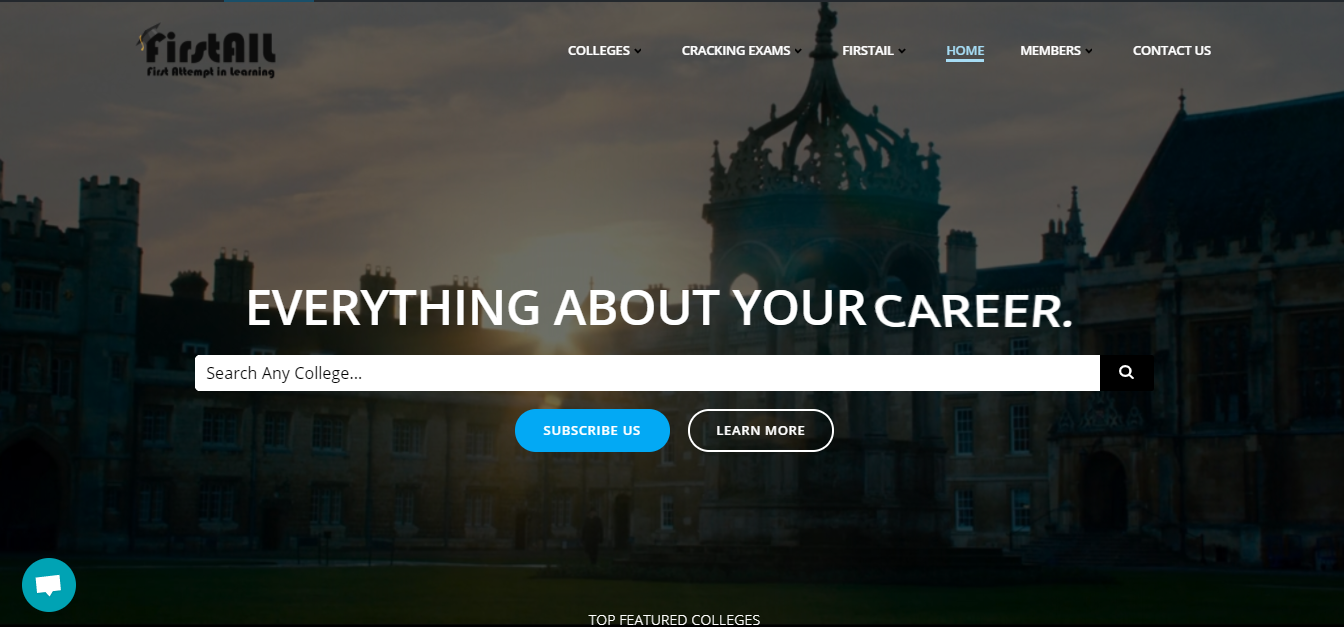 FirstAIL
First Attempt in Learning
COLLEGES
CRACKING EXAMS
FIRSTAIL
HOME
MEMBERS
CONTACT US
EVERYTHING ABOUT YOUR CAREER.
Search Any College...
SUBSCRIBE US
LEARN MORE
TOP FEATURED COLLEGES